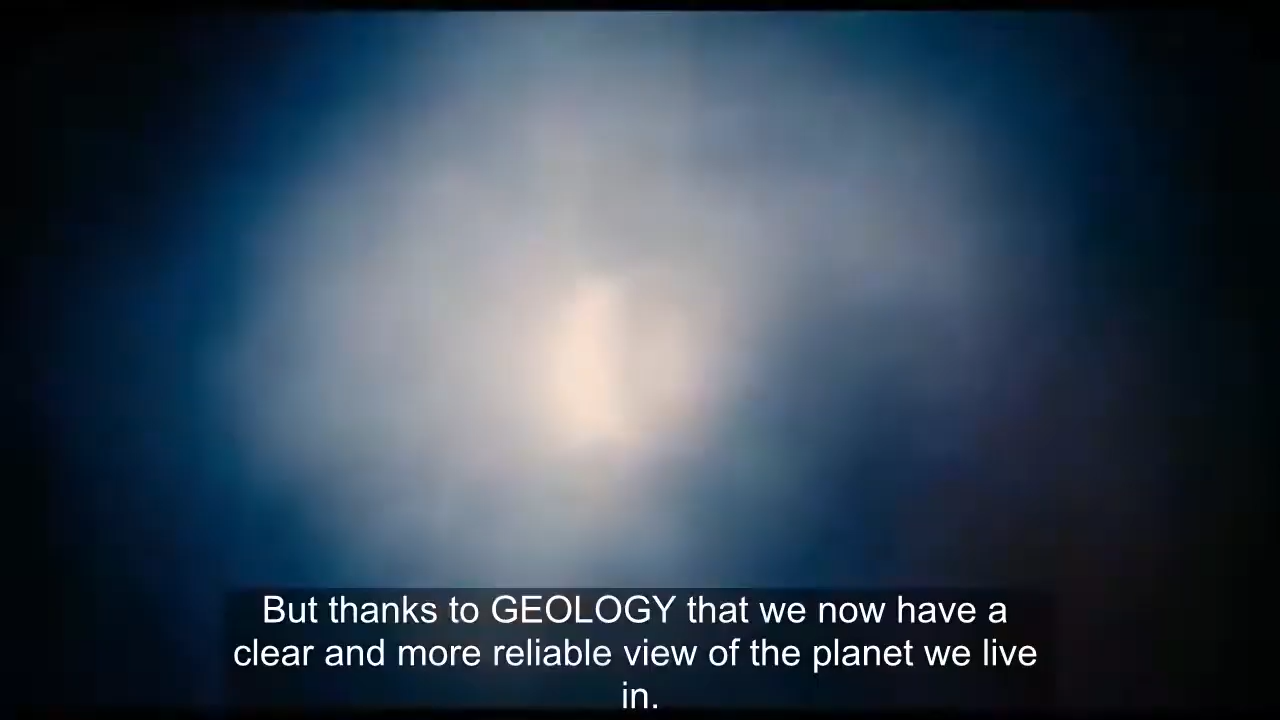 But thanks to GEOLOGY that we now have a
clear and more reliable view of the planet we live
in.